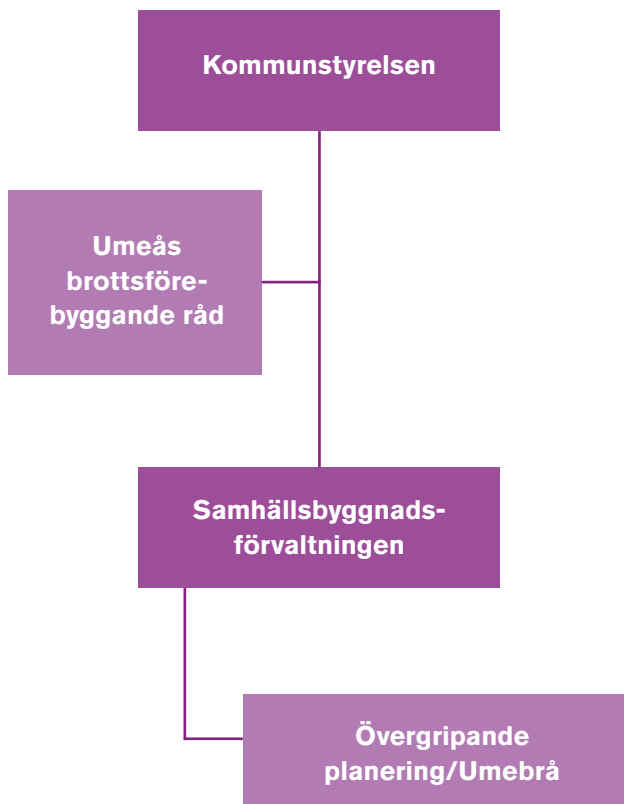 Kommunstyrelsen
Umeås
brottsföre-
byggande råd
Samhällsbyggnads-
förvaltningen
Övergripande
planering/Umebrå